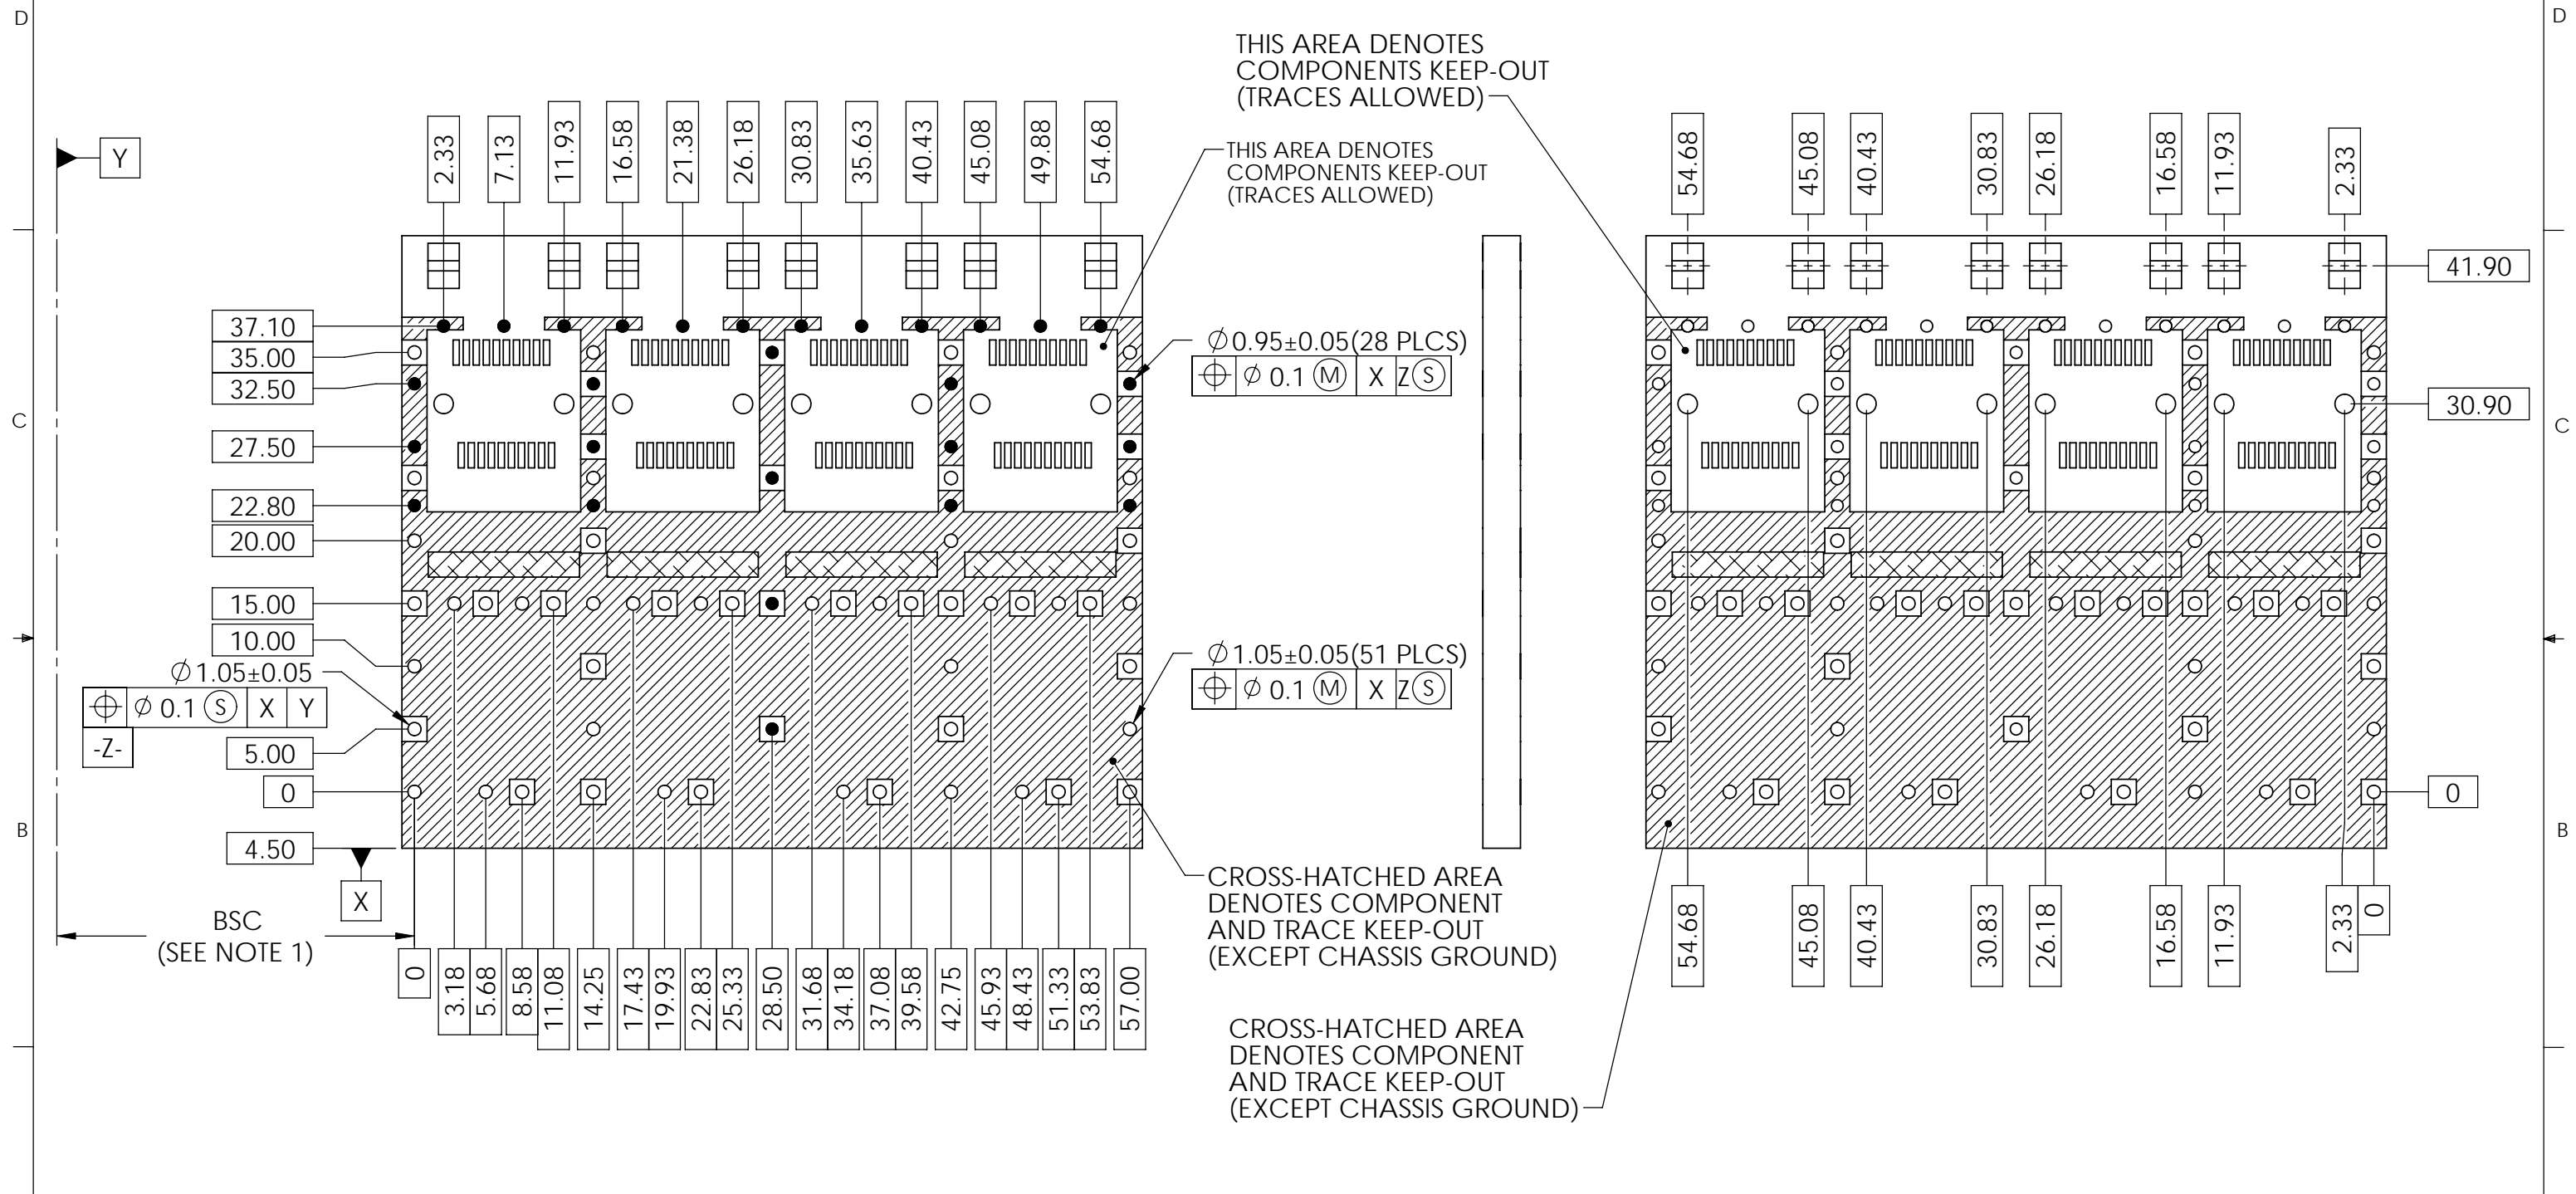 D
D
THIS AREA DENOTES
COMPONENTS KEEP-OUT
(TRACES ALLOWED)
THIS AREA DENOTES
COMPONENTS KEEP-OUT
(TRACES ALLOWED)
Y
2.33
7.13
11.93
16.58
21.38
26.18
30.83
35.63
40.43
45.08
49.88
54.68
54.68
45.08
40.43
30.83
26.18
16.58
11.93
2.33
41.90
37.10
35.00
32.50
27.50
22.80
20.00
15.00
10.00
Ø1.05±0.05
⌖ Ø 0.1 Ⓢ X Y
-Z-
5.00
0
4.50
X
BSC
(SEE NOTE 1)
C
C
Ø0.95±0.05(28 PLCS)
⌖ Ø 0.1 Ⓜ X ZⓈ
30.90
Ø1.05±0.05(51 PLCS)
⌖ Ø 0.1 Ⓜ X ZⓈ
0
B
B
CROSS-HATCHED AREA
DENOTES COMPONENT
AND TRACE KEEP-OUT
(EXCEPT CHASSIS GROUND)
0
3.18
5.68
8.58
11.08
14.25
17.43
19.93
22.83
25.33
28.50
31.68
34.18
37.08
39.58
42.75
45.93
48.43
51.33
53.83
57.00
54.68
45.08
40.43
30.83
26.18
16.58
11.93
2.33
0
CROSS-HATCHED AREA
DENOTES COMPONENT
AND TRACE KEEP-OUT
(EXCEPT CHASSIS GROUND)